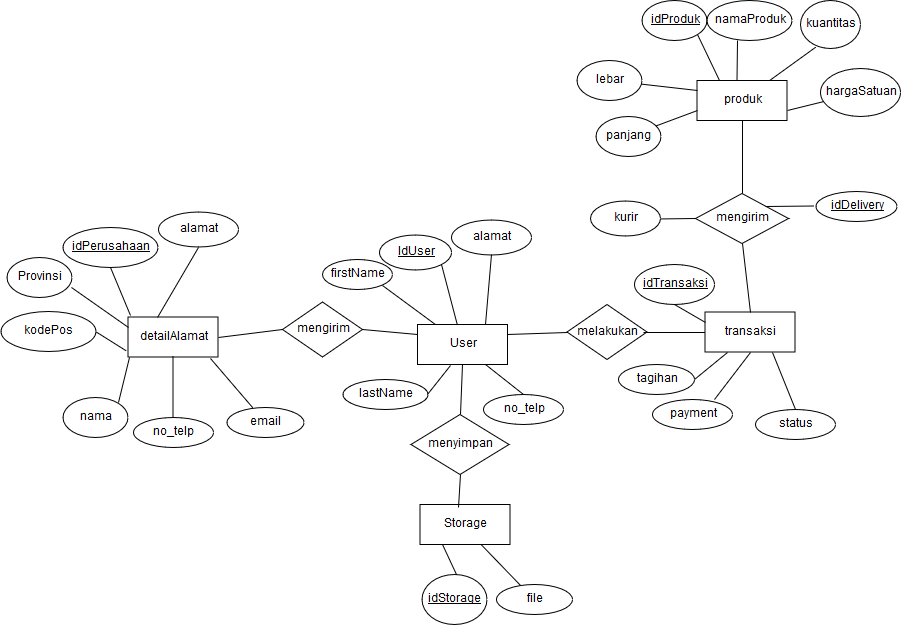 idProduk
namaProduk
kuantitas
lebar
produk
hargaSatuan
panjang
kurir
mengirim
idDelivery
idPerusahaan
alamat
Provinsi
kodePos
detailAlamat
nama
no_telp
email
mengirim
firstName
IdUser
alamat
User
lastName
no_telp
melakukan
idTransaksi
transaksi
tagihan
payment
status
menyimpan
Storage
idStorage
file